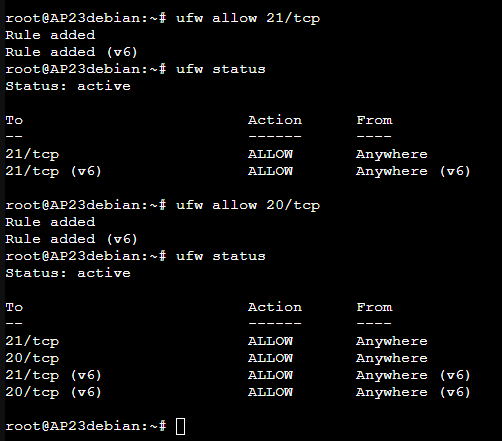 root@AP23debian:~# ufw allow 21/tcp
Rule added
Rule added (v6)
root@AP23debian:~# ufw status
Status: active
To                         Action      From
--                         ------      ----
21/tcp                     ALLOW       Anywhere
21/tcp (v6)                ALLOW       Anywhere (v6)
root@AP23debian:~# ufw allow 20/tcp
Rule added
Rule added (v6)
root@AP23debian:~# ufw status
Status: active
To                         Action      From
--                         ------      ----
21/tcp                     ALLOW       Anywhere
20/tcp                     ALLOW       Anywhere
21/tcp (v6)                ALLOW       Anywhere (v6)
20/tcp (v6)                ALLOW       Anywhere (v6)
root@AP23debian:~#